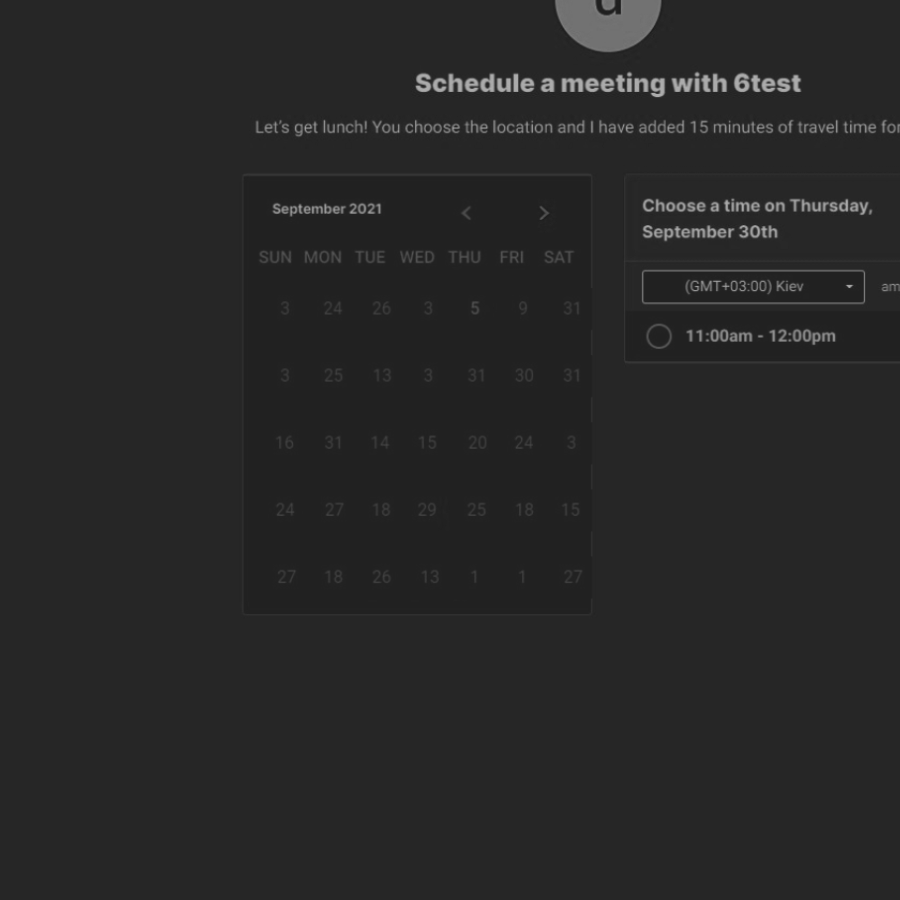 Schedule a meeting with 6test
Let's get lunch! You choose the location and I have added 15 minutes of travel time for
September 2021
SUN MON TUE WED THU FRI SAT
3 24 26 3 5 9 31
3 25 13 3 31 30 31
16 31 14 15 20 24 3
24 27 18 29 25 18 15
27 18 26 13 1 1 27
Choose a time on Thursday,
September 30th
(GMT+03:00) Kiev am
11:00am - 12:00pm